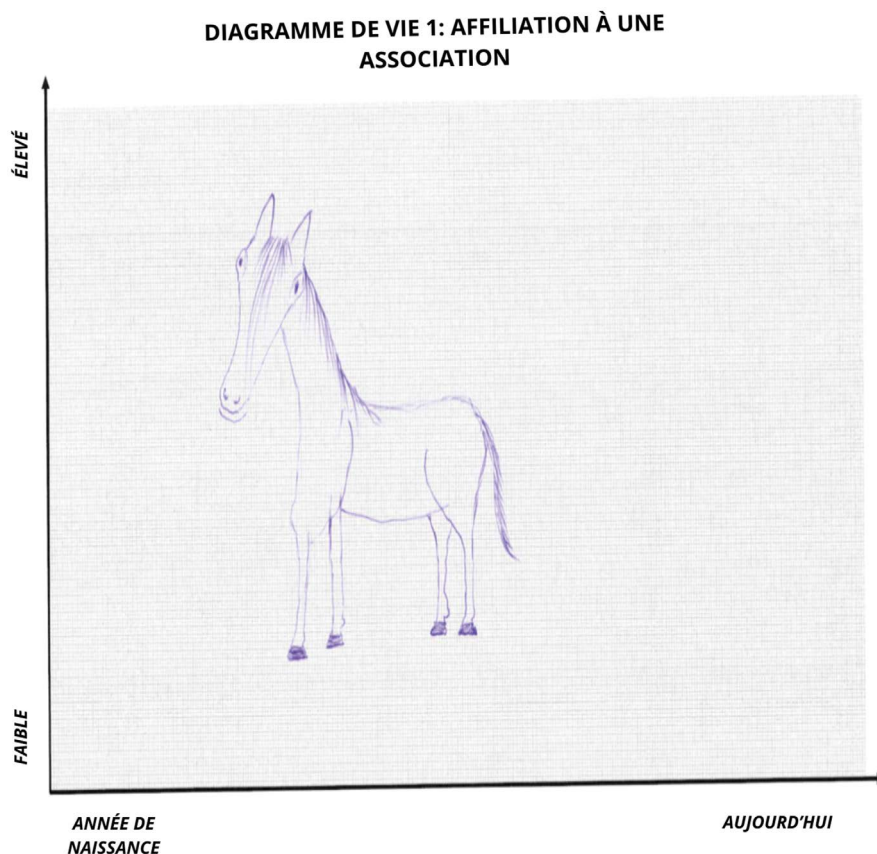 DIAGRAMME DE VIE 1: AFFILIATION À UNE
ASSOCIATION
ÉLEVÉ
FAIBLE
ANNÉE DE
NAISSANCE
AUJOURD'HUI